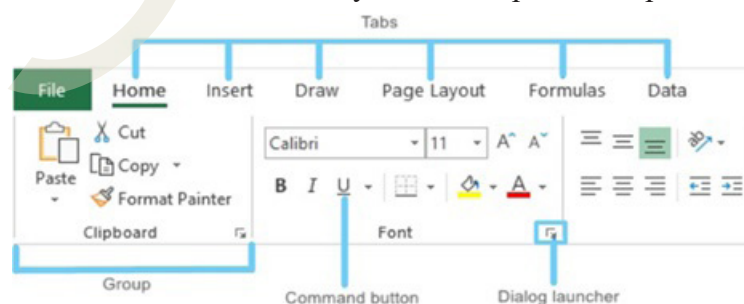 Tabs
File Home Insert Draw Page Layout Formulas Data
Cut
Calibri 11 A A
Copy
Paste
B I U A
Format Painter
Clipboard Font
Group
Command button Dialog launcher